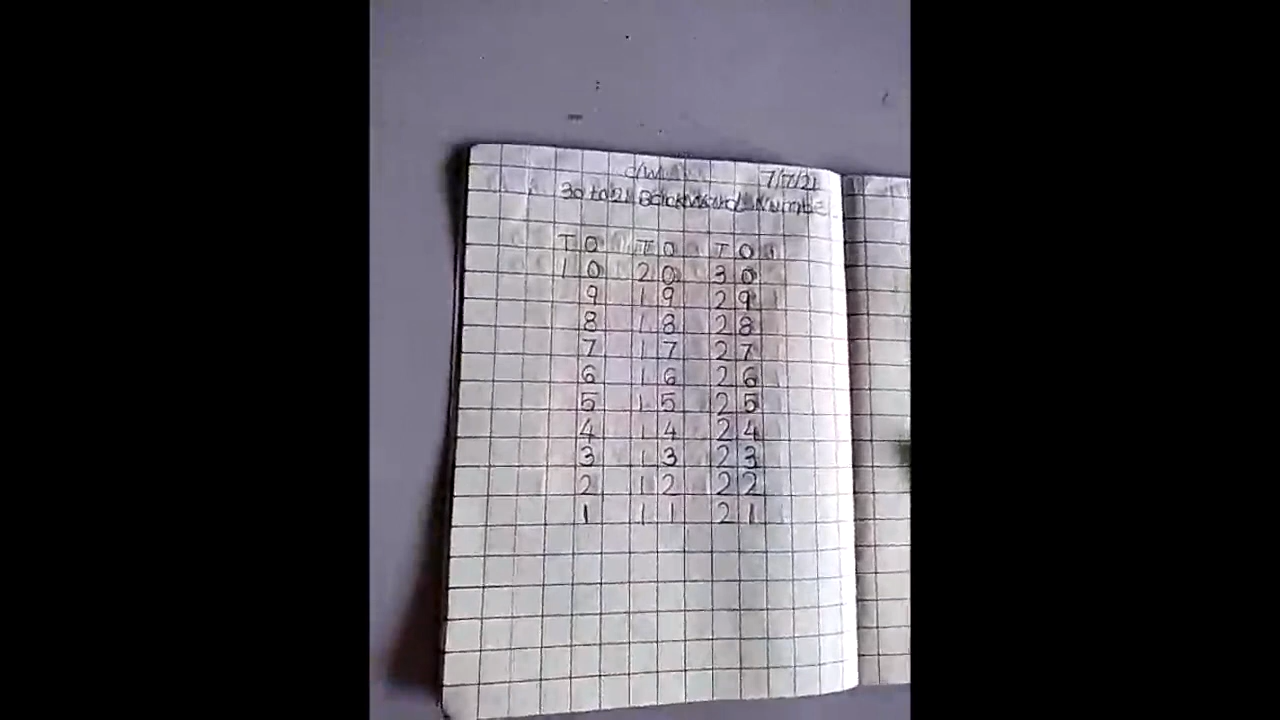 C/W
7/7/21
30 to 21 Backward Number
T O T O T O
1 0 2 0 3 0
9 1 9 2 9
8 1 8 2 8
7 1 7 2 7
6 1 6 2 6
5 1 5 2 5
4 1 4 2 4
3 1 3 2 3
2 1 2 2 2
1 1 1 2 1